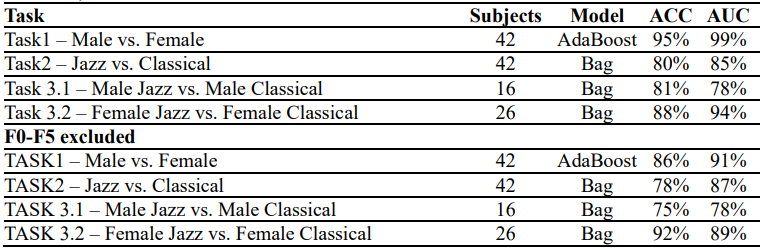 Task Subjects Model ACC AUC
Task1 – Male vs. Female 42 AdaBoost 95% 99%
Task2 – Jazz vs. Classical 42 Bag 80% 85%
Task 3.1 – Male Jazz vs. Male Classical 16 Bag 81% 78%
Task 3.2 – Female Jazz vs. Female Classical 26 Bag 88% 94%
F0-F5 excluded
TASK1 – Male vs. Female 42 AdaBoost 86% 91%
TASK2 – Jazz vs. Classical 42 Bag 78% 87%
TASK 3.1 – Male Jazz vs. Male Classical 16 Bag 75% 78%
TASK 3.2 – Female Jazz vs. Female Classical 26 Bag 92% 89%